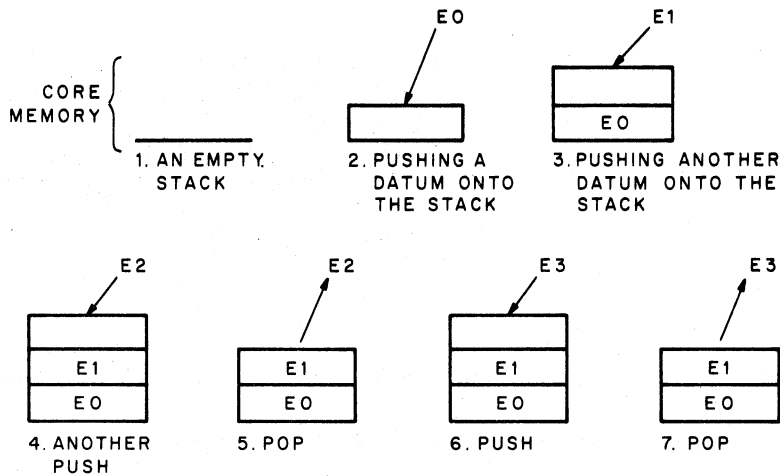 E0
E1
CORE
MEMORY
E0
1. AN EMPTY.
STACK
2. PUSHING A
DATUM ONTO
THE STACK
3. PUSHING ANOTHER
DATUM ONTO THE
STACK
E2
E2
E3
E3
E1
E0
E1
E0
E1
E0
E1
E0
4. ANOTHER
PUSH
5. POP
6. PUSH
7. POP